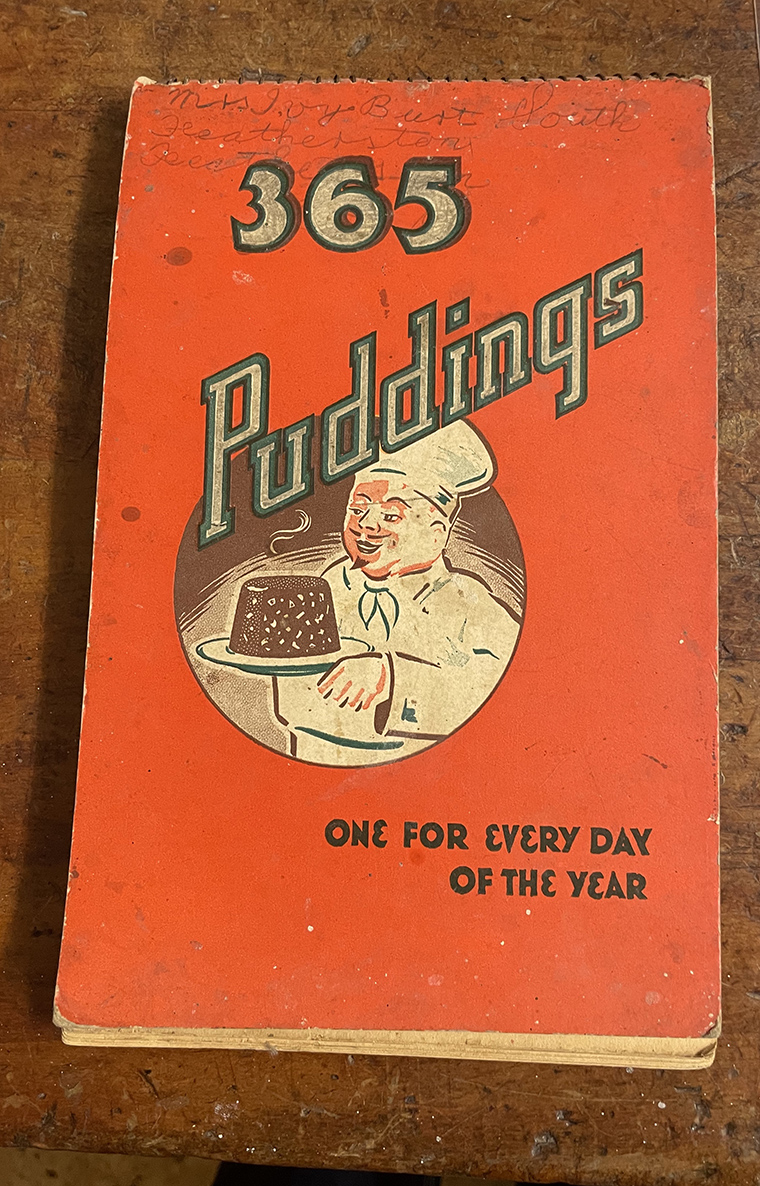 Mrs Ivy Burt South
Featherston
365
Puddings
ONE FOR EVERY DAY
OF THE YEAR